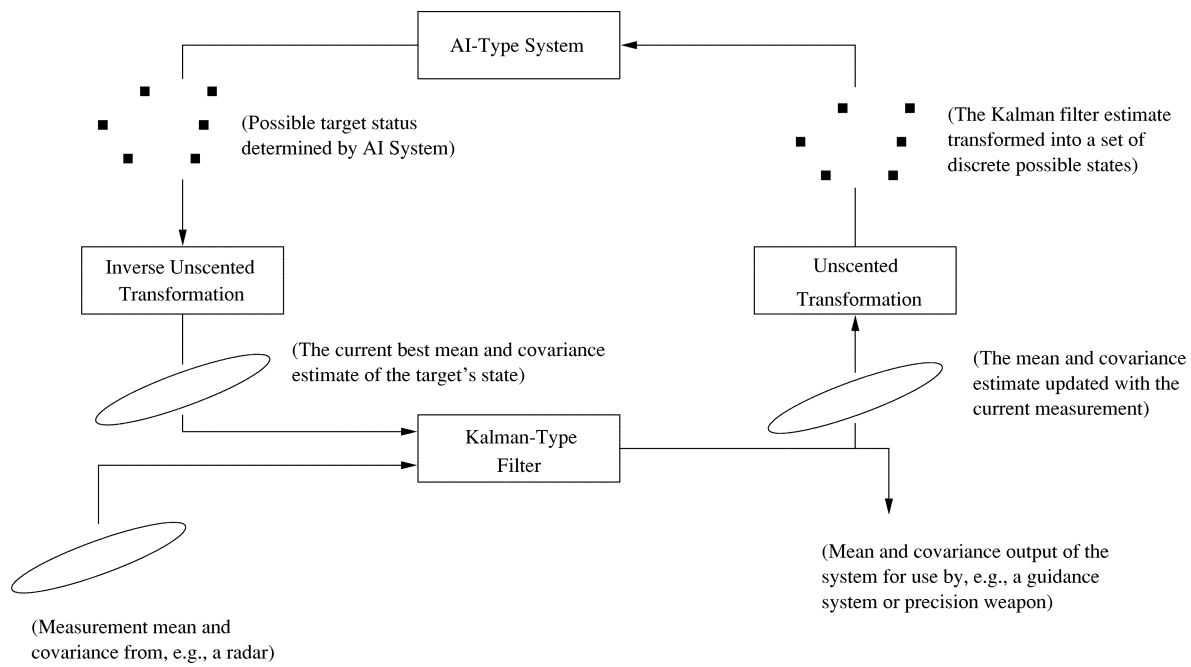 AI-Type System
(Possible target status
determined by AI System)
(The Kalman filter estimate
transformed into a set of
discrete possible states)
Inverse Unscented
Transformation
Unscented
Transformation
(The current best mean and covariance
estimate of the target's state)
(The mean and covariance
estimate updated with the
current measurement)
Kalman-Type
Filter
(Mean and covariance output of the
system for use by, e.g., a guidance
system or precision weapon)
(Measurement mean and
covariance from, e.g., a radar)